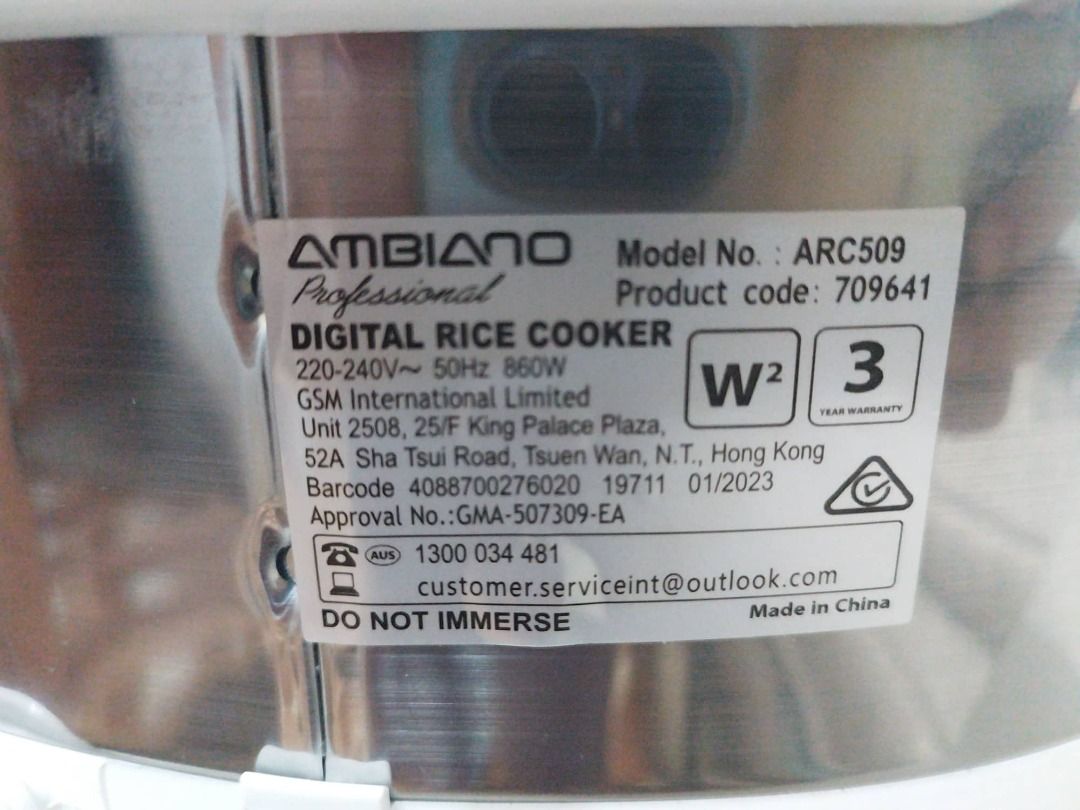 AMBIANO
Professional
Model No. : ARC509
Product code: 709641
DIGITAL RICE COOKER
220-240V~ 50Hz 860W
W²
3
YEAR WARRANTY
GSM International Limited
Unit 2508, 25/F King Palace Plaza,
52A Sha Tsui Road, Tsuen Wan, N.T., Hong Kong
Barcode 4088700276020 19711 01/2023
Approval No.:GMA-507309-EA
AUS 1300 034 481
customer.serviceint@outlook.com
DO NOT IMMERSE
Made in China